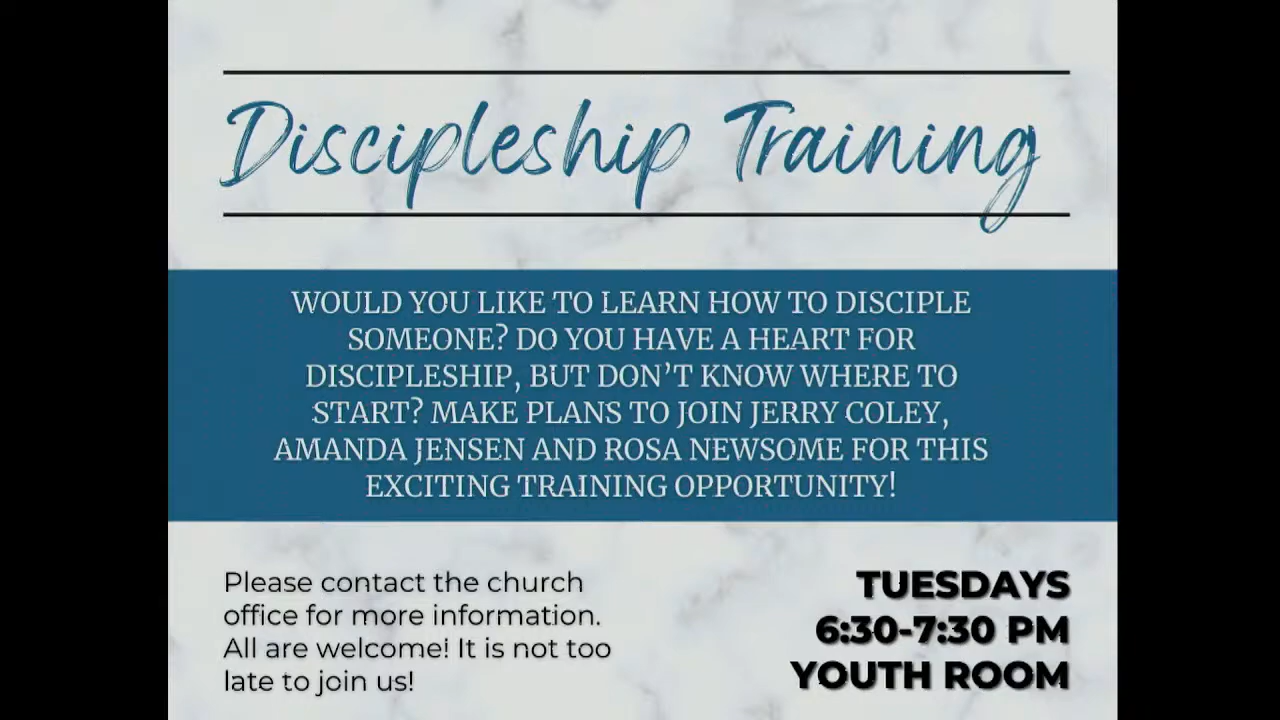 Discipleship Training
WOULD YOU LIKE TO LEARN HOW TO DISCIPLE
SOMEONE? DO YOU HAVE A HEART FOR
DISCIPLESHIP, BUT DON’T KNOW WHERE TO
START? MAKE PLANS TO JOIN JERRY COLEY,
AMANDA JENSEN AND ROSA NEWSOME FOR THIS
EXCITING TRAINING OPPORTUNITY!
Please contact the church
office for more information.
All are welcome! It is not too
late to join us!
TUESDAYS
6:30-7:30 PM
YOUTH ROOM